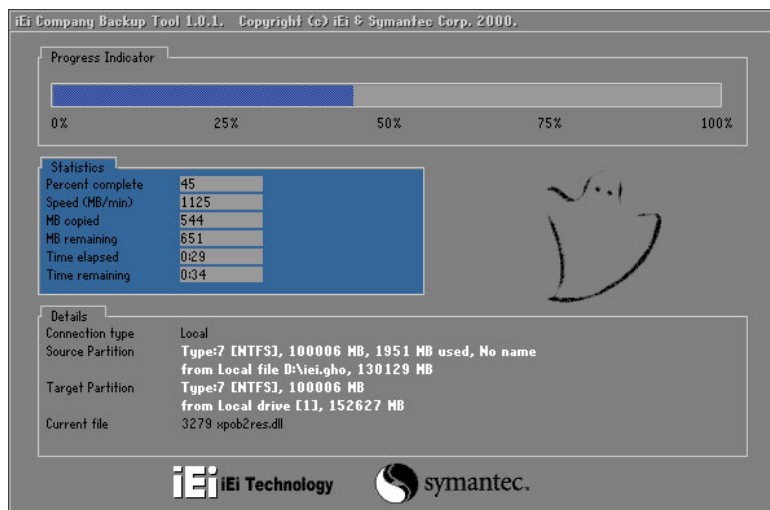 iEi Company Backup Tool 1.0.1. Copyright (c) iEi & Symantec Corp. 2000.
Progress Indicator
0% 25% 50% 75% 100%
Statistics
Percent complete 45
Speed (MB/min) 1125
MB copied 544
MB remaining 651
Time elapsed 0:29
Time remaining 0:34
Details
Connection type Local
Source Partition Type:7 [NTFS], 100006 MB, 1951 MB used, No name
from Local file D:\iei.gho, 130129 MB
Target Partition Type:7 [NTFS], 100006 MB
from Local drive [1], 152627 MB
Current file 3279 xpob2res.dll
iEi iEi Technology symantec.